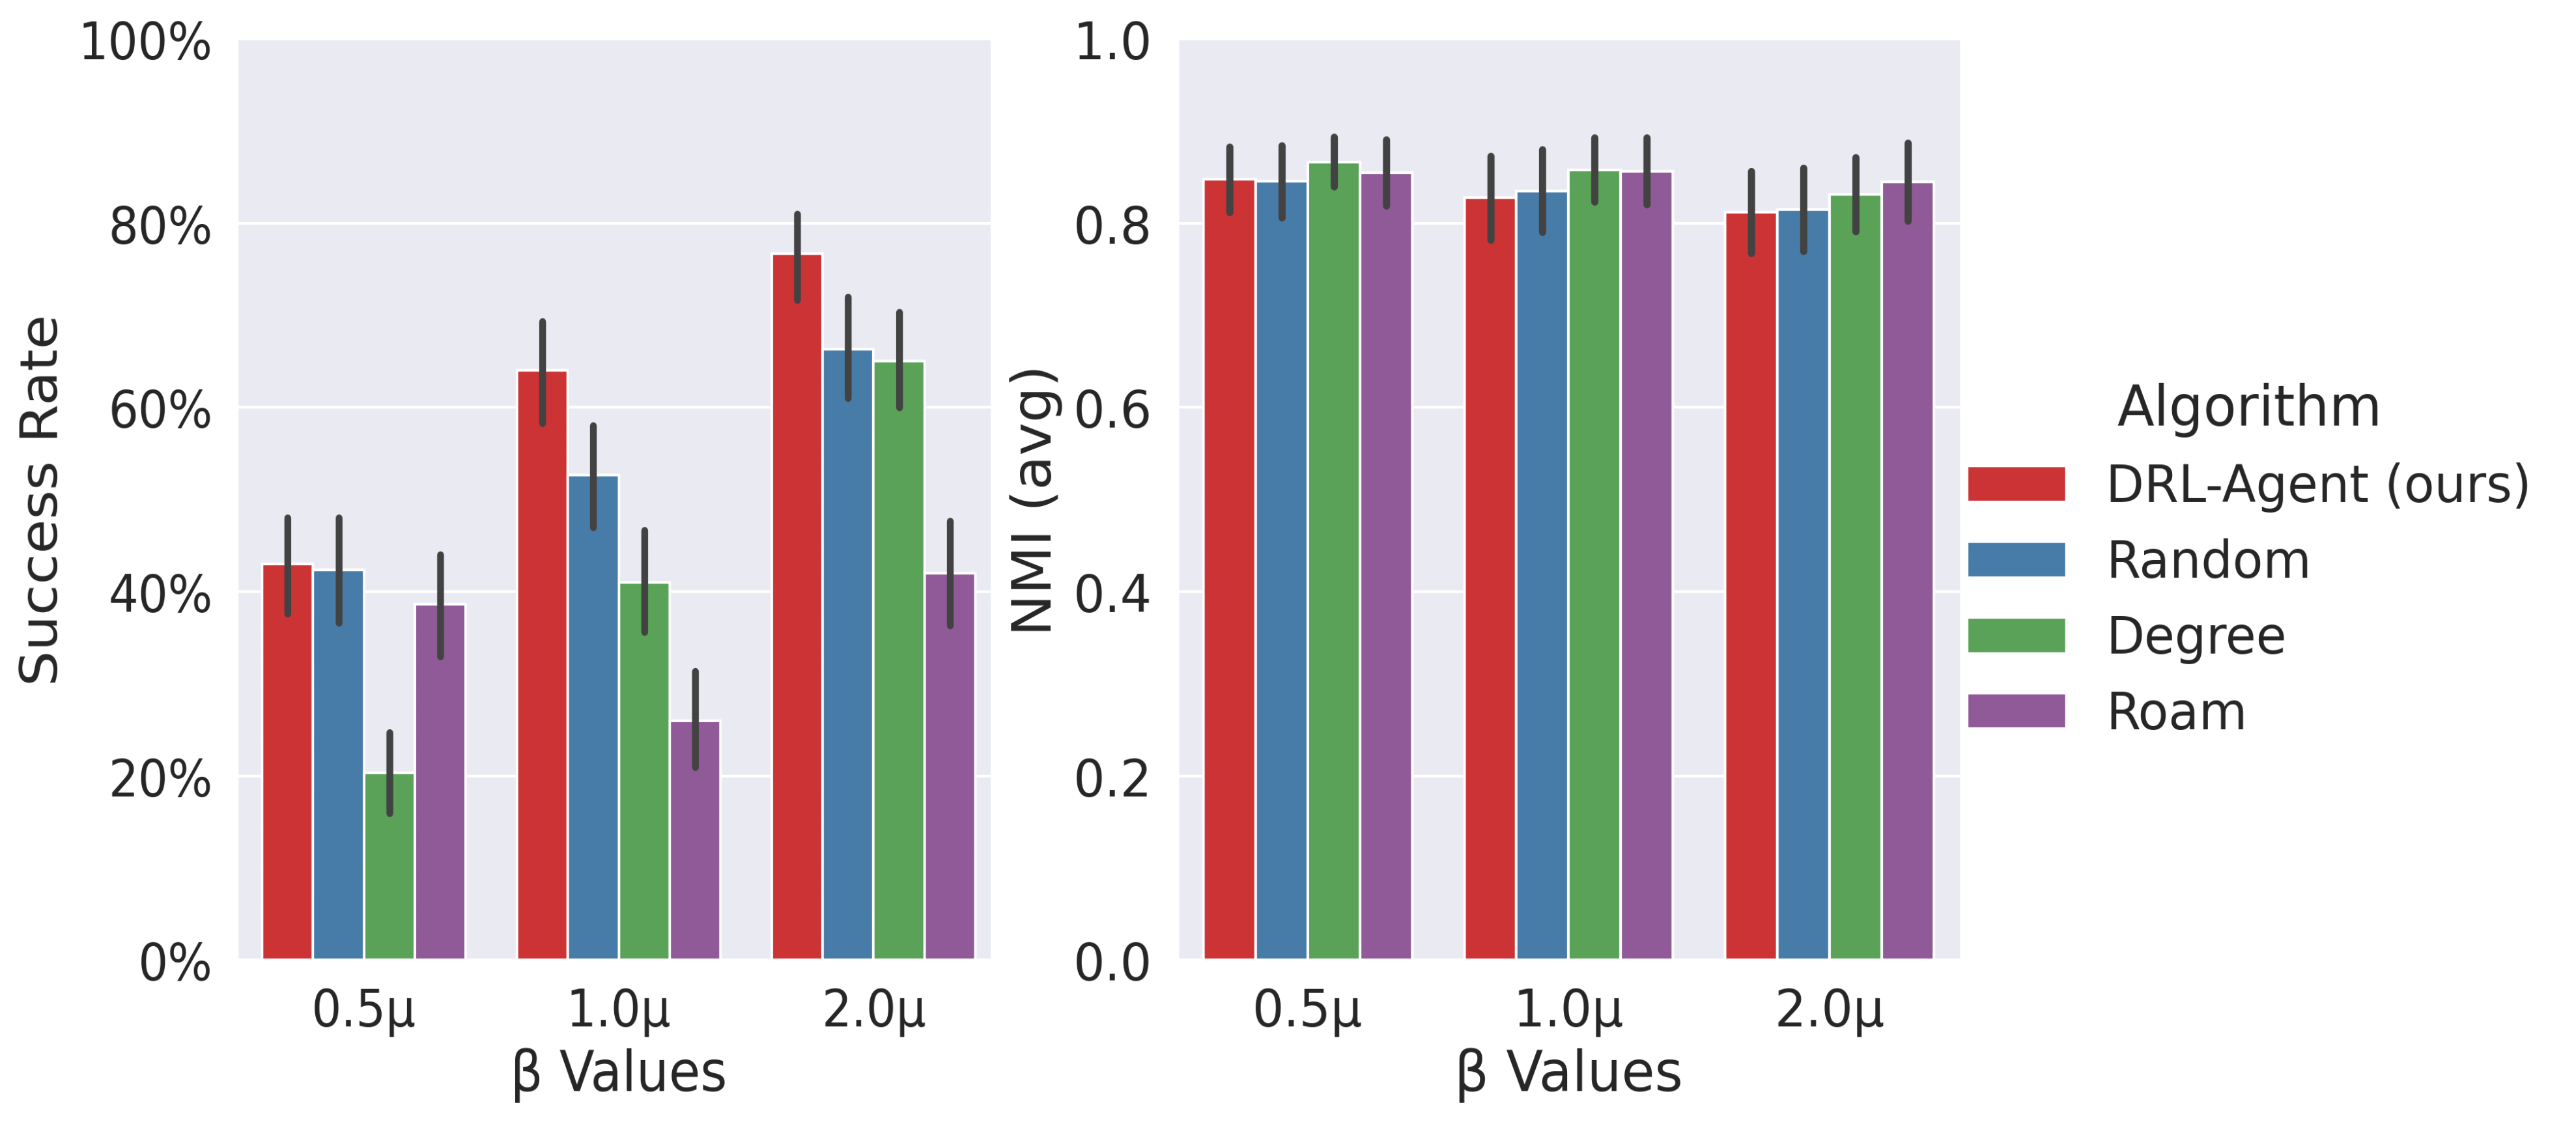 100%
80%
60%
40%
20%
0%
Success Rate
0.5μ 1.0μ 2.0μ
β Values
1.0
0.8
0.6
0.4
0.2
0.0
NMI (avg)
0.5μ 1.0μ 2.0μ
β Values
Algorithm
DRL-Agent (ours)
Random
Degree
Roam